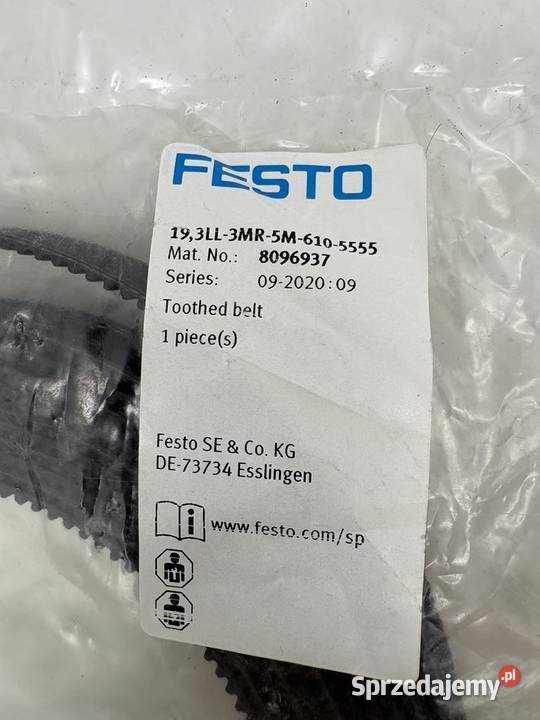 FESTO
19,3LL-3MR-5M-610-5555
Mat. No.: 8096937
Series: 09-2020:09
Toothed belt
1 piece(s)
Festo SE & Co. KG
DE-73734 Esslingen
www.festo.com/sp
Sprzedajemy.pl